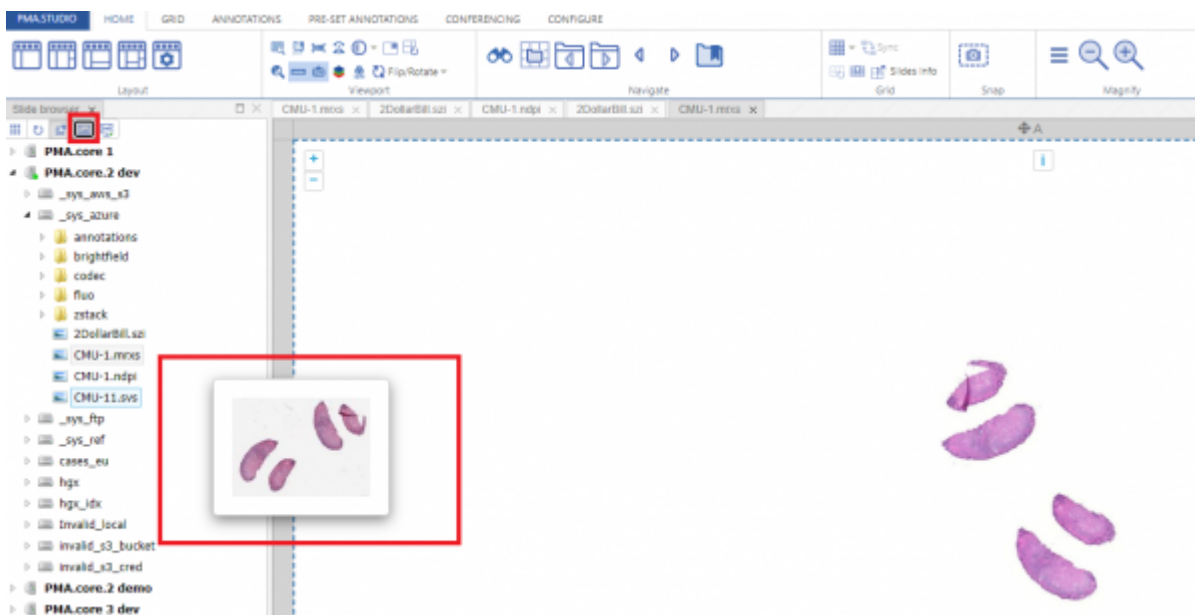 PMA.STUDIO HOME GRID ANNOTATIONS PRE-SET ANNOTATIONS CONFERENCING CONFIGURE
Sync
Flip/Rotate Slides info
Layout Viewport Navigate Grid Snap Magnify
Slide browser x
CMU-1.mrxs x 2DollarBill.szi x CMU-1.ndpi x 2DollarBill.szi x CMU-1.mrxs x
A
PMA.core 1
+
i
PMA.core.2 dev
−
_sys_aws_s3
_sys_azure
annotations
brightfield
codec
fluo
zstack
2DollarBill.szi
CMU-1.mrxs
CMU-1.ndpi
CMU-11.svs
_sys_ftp
_sys_ref
cases_eu
hgx
hgx_idx
Invalid_local
invalid_s3_bucket
invalid_s3_cred
PMA.core.2 demo
PMA.core 3 dev